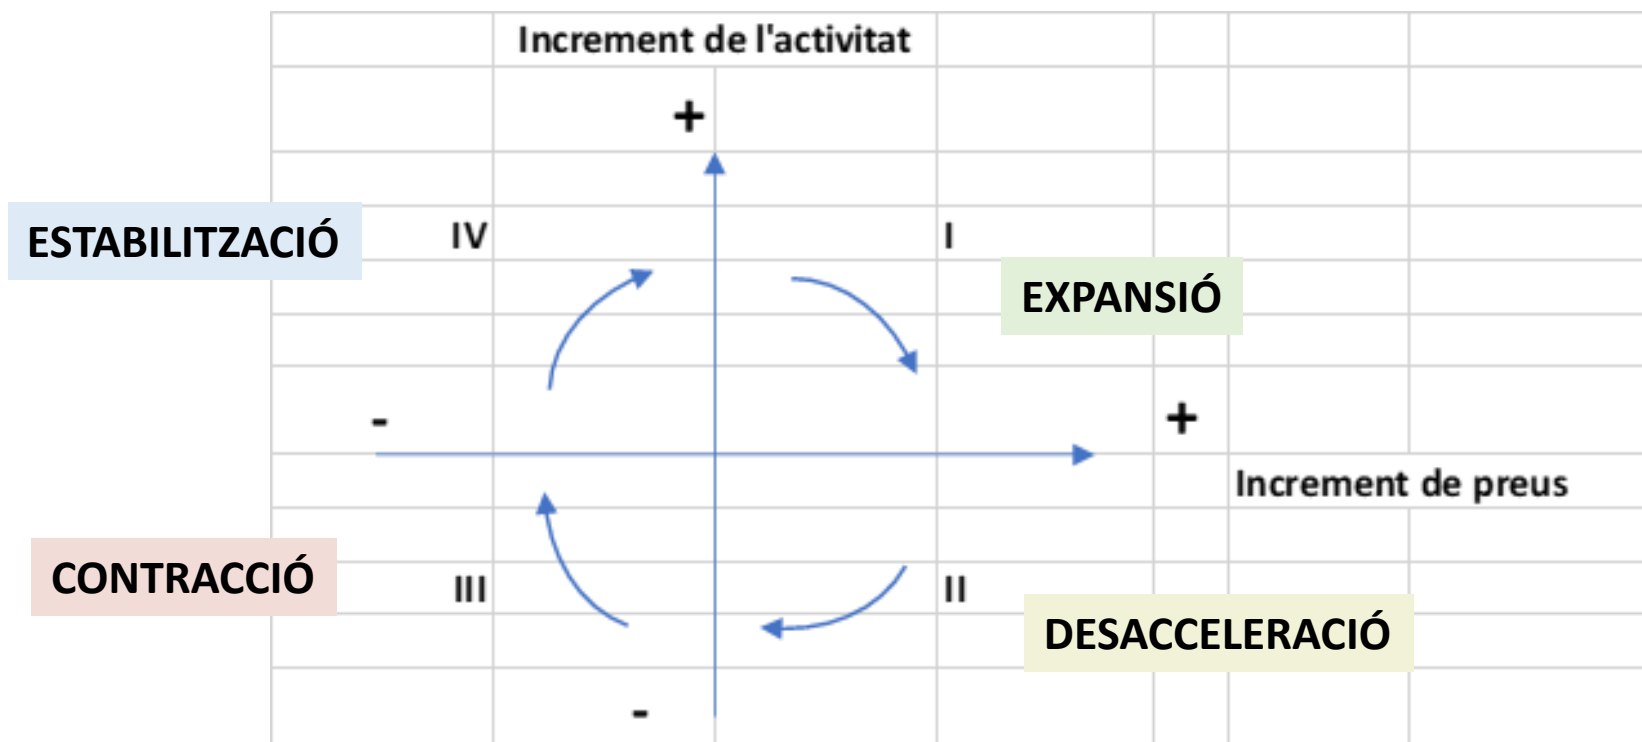 Increment de l'activitat
+
ESTABILITZACIÓ
IV
I
EXPANSIÓ
-
+
Increment de preus
CONTRACCIÓ
III
II
DESACCELERACIÓ
-